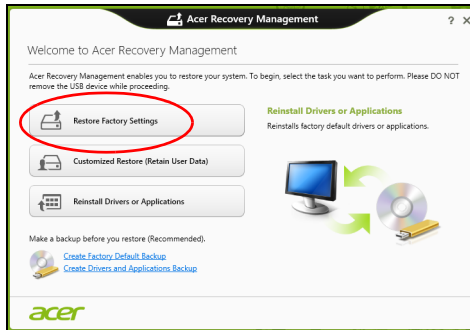 Acer Recovery Management
? X
Welcome to Acer Recovery Management
Acer Recovery Management enables you to restore your system. To begin, select the task you want to perform. Please DO NOT
remove the USB device while proceeding.
Restore Factory Settings
Customized Restore (Retain User Data)
Reinstall Drivers or Applications
Reinstall Drivers or Applications
Reinstalls factory default drivers or applications.
Make a backup before you restore (Recommended).
Create Factory Default Backup
Create Drivers and Applications Backup
acer